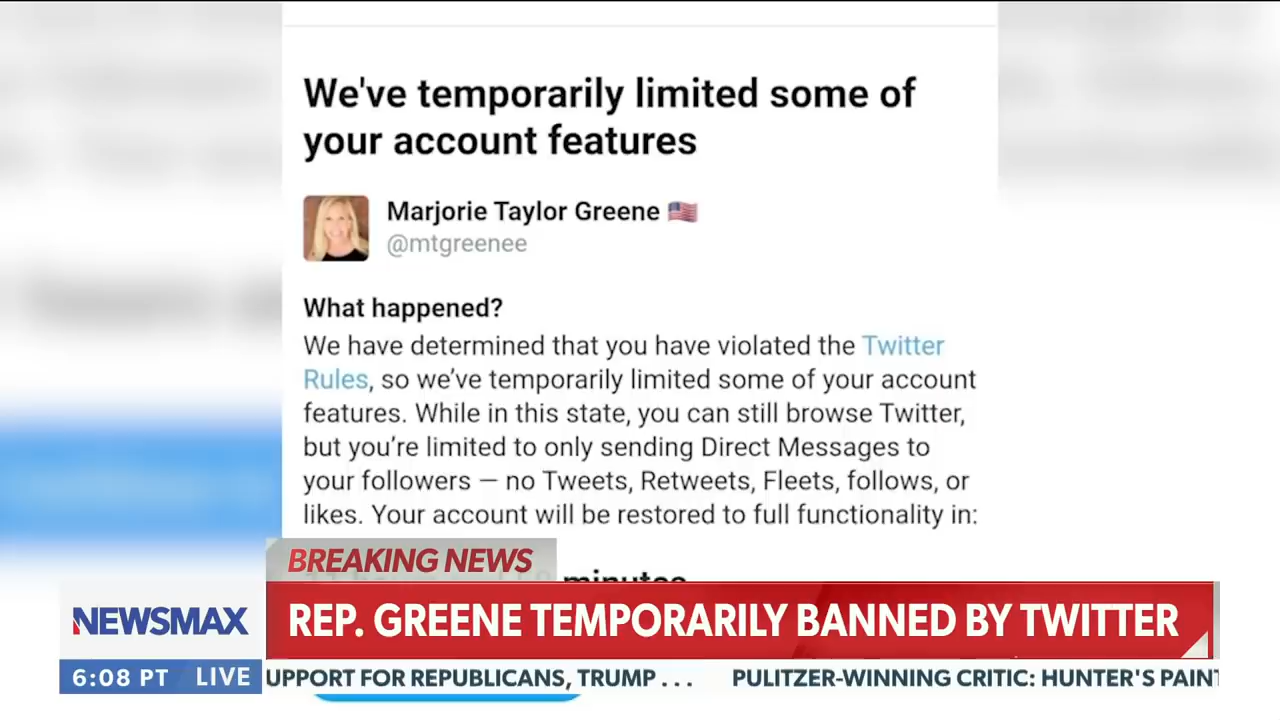 We've temporarily limited some of
your account features
Marjorie Taylor Greene 🇺🇸
@mtgreenee
What happened?
We have determined that you have violated the Twitter
Rules, so we’ve temporarily limited some of your account
features. While in this state, you can still browse Twitter,
but you’re limited to only sending Direct Messages to
your followers — no Tweets, Retweets, Fleets, follows, or
likes. Your account will be restored to full functionality in:
minutes
BREAKING NEWS
REP. GREENE TEMPORARILY BANNED BY TWITTER
NEWSMAX
6:08 PT LIVE
UPPORT FOR REPUBLICANS, TRUMP . . . PULITZER-WINNING CRITIC: HUNTER'S PAINT